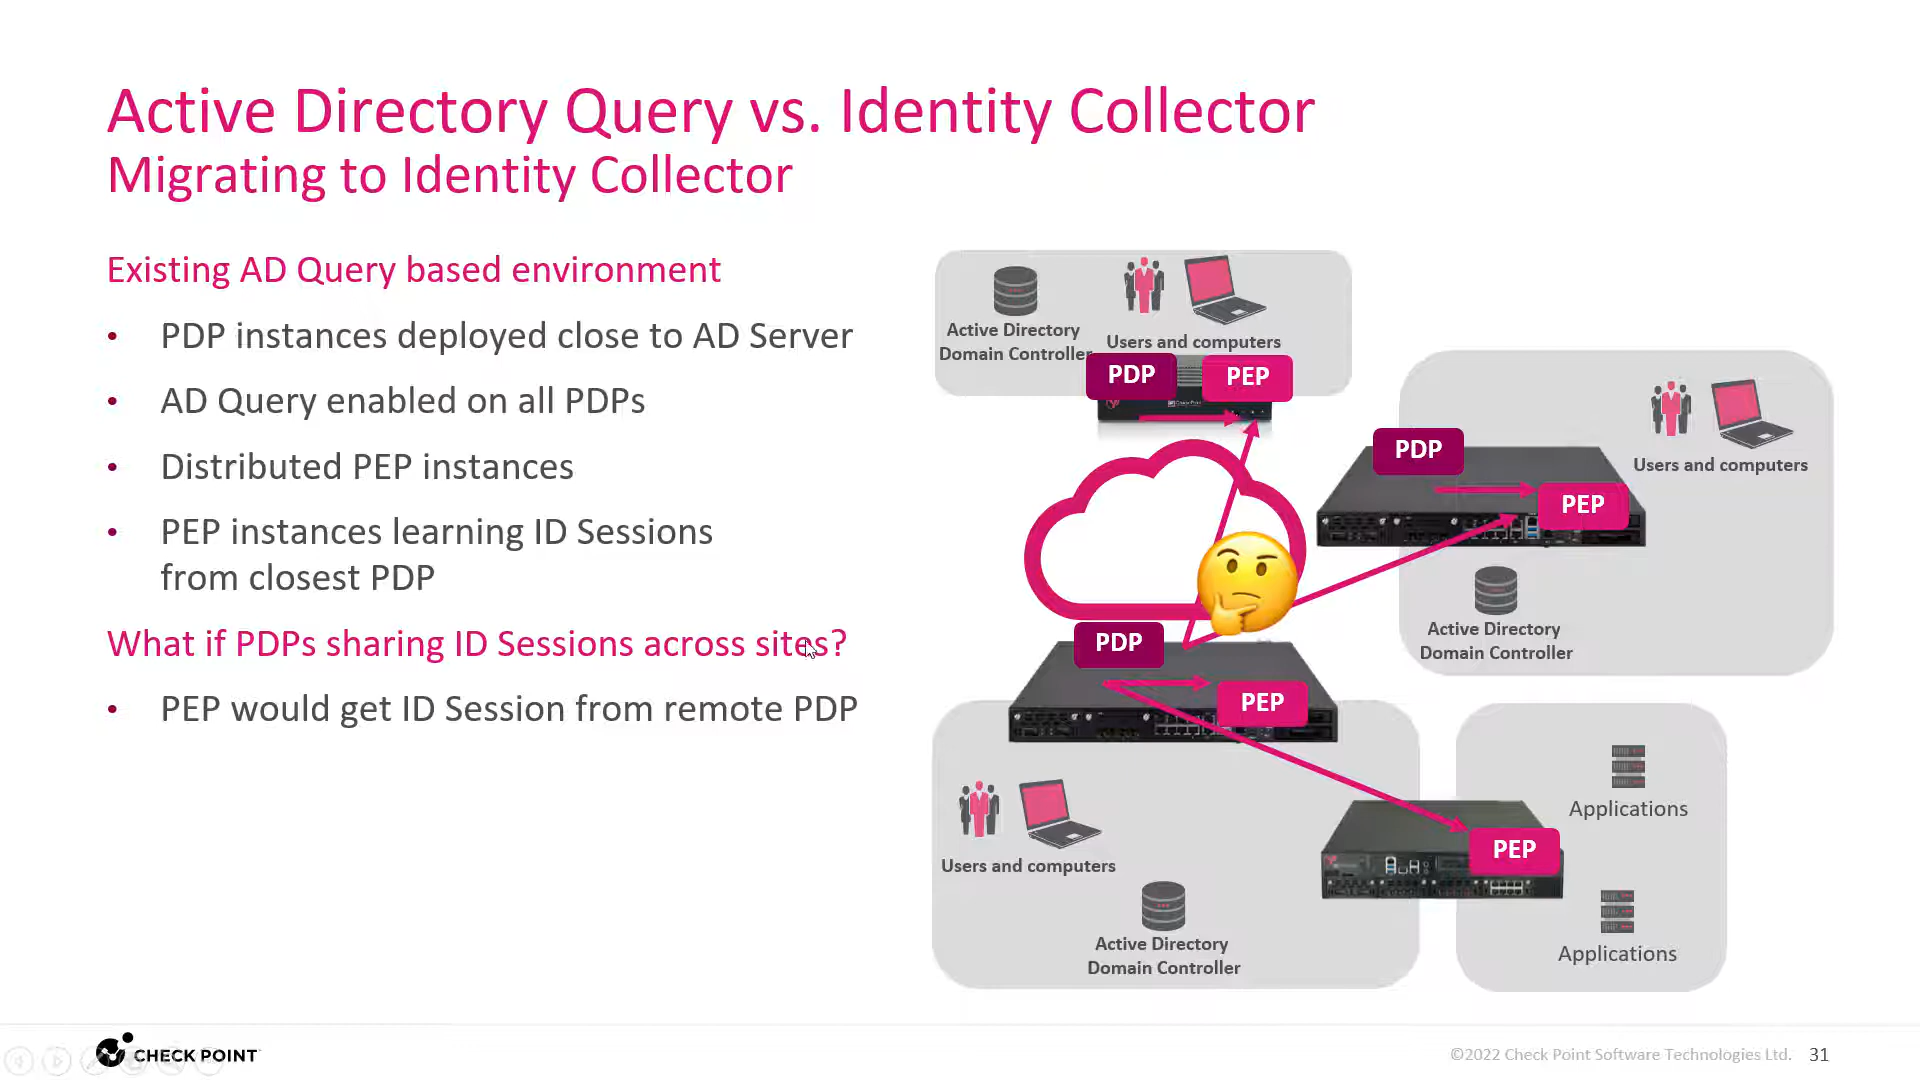 Active Directory Query vs. Identity Collector
Migrating to Identity Collector
Existing AD Query based environment
• PDP instances deployed close to AD Server
• AD Query enabled on all PDPs
• Distributed PEP instances
• PEP instances learning ID Sessions
from closest PDP
What if PDPs sharing ID Sessions across sites?
• PEP would get ID Session from remote PDP
Active Directory
Domain Controller
Users and computers
PDP
PEP
Users and computers
PDP
PEP
Active Directory
Domain Controller
PDP
PEP
Users and computers
Active Directory
Domain Controller
PEP
Applications
Applications
CHECK POINT
©2022 Check Point Software Technologies Ltd.
31